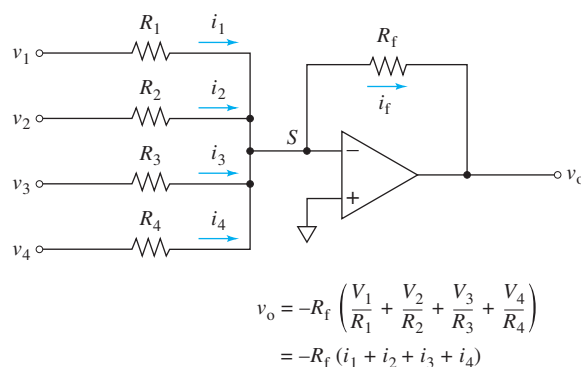 R1 i1
v1
Rf
R2 i2
if
v2
S
−
R3 i3
vo
v3
+
R4 i4
v4
vo = –Rf (V1/R1 + V2/R2 + V3/R3 + V4/R4)
= –Rf (i1 + i2 + i3 + i4)